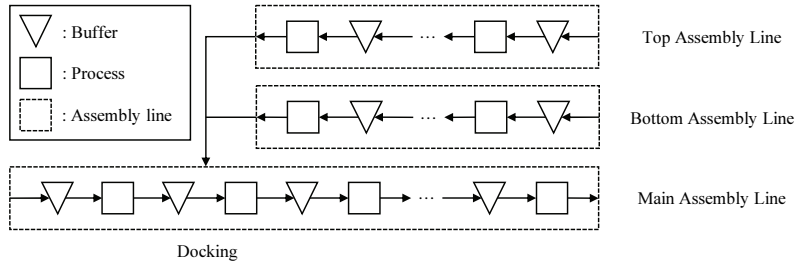 : Buffer
: Process
: Assembly line
...
Top Assembly Line
...
Bottom Assembly Line
...
Main Assembly Line
Docking